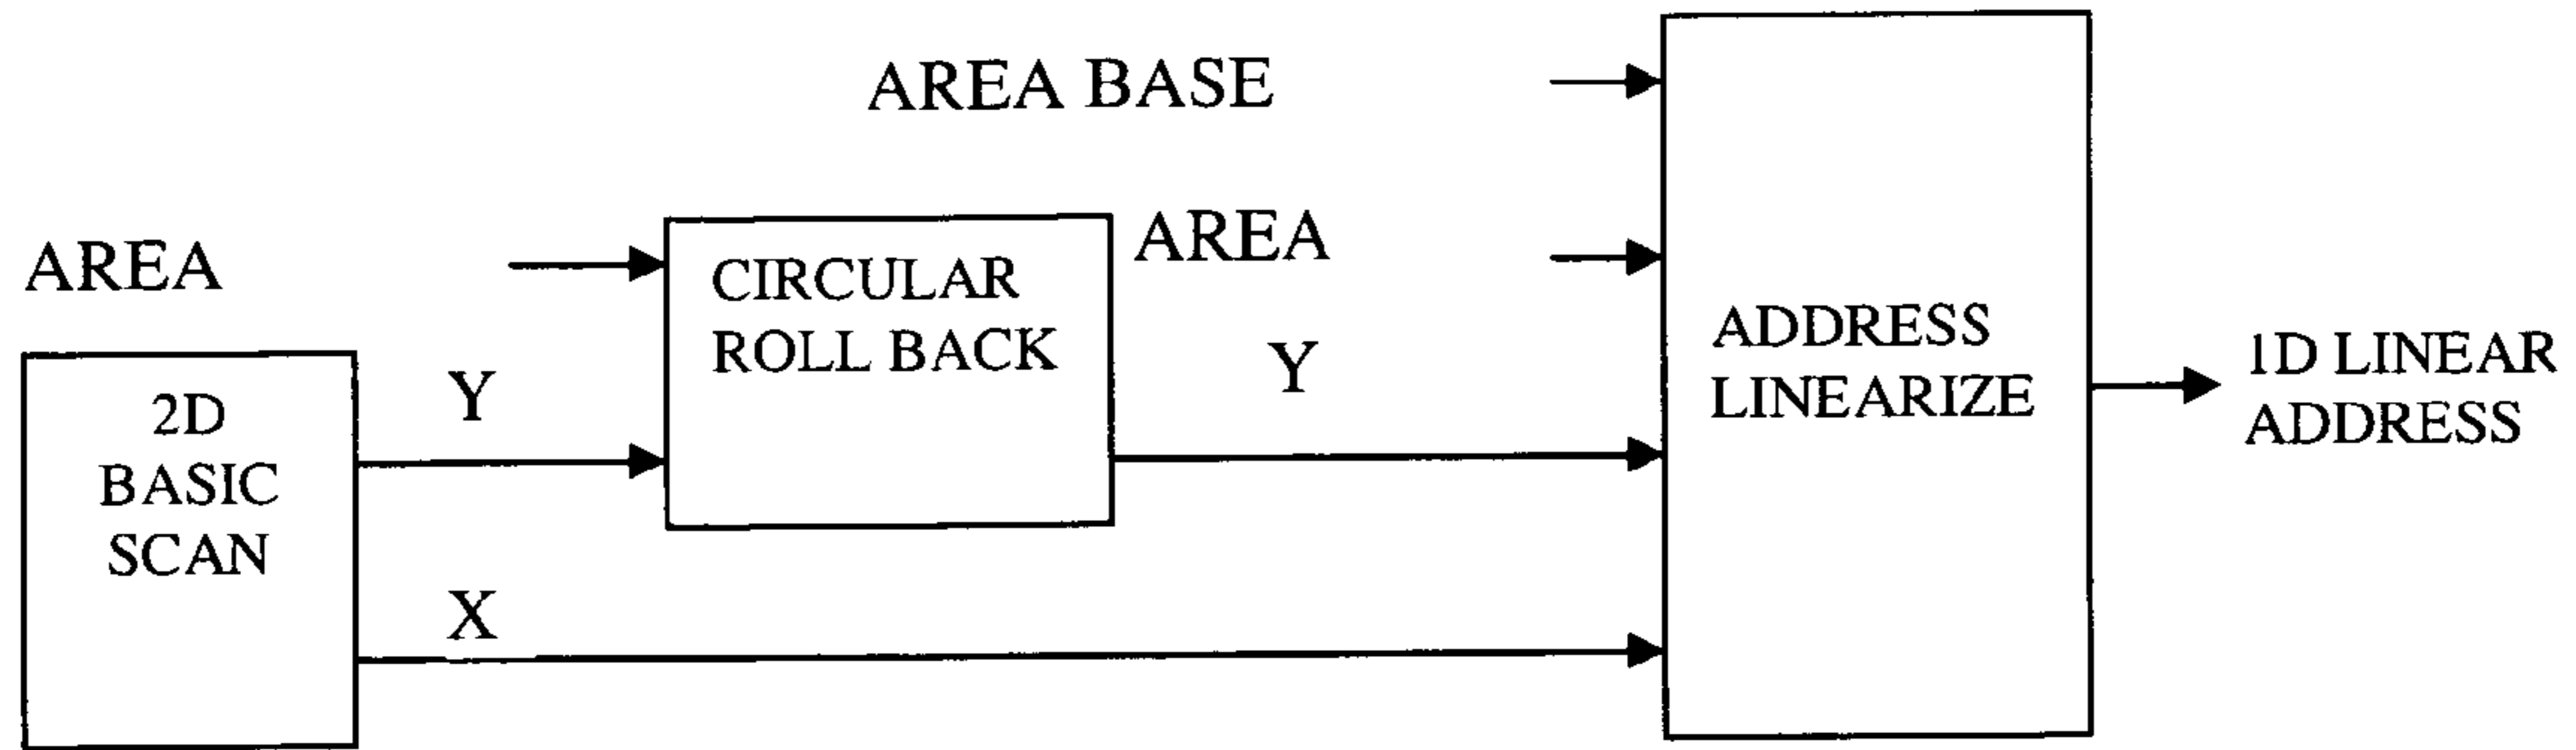 AREA BASE
AREA
AREA
CIRCULAR
ROLL BACK
Y
Y
2D
BASIC
SCAN
X
ADDRESS
LINEARIZE
1D LINEAR
ADDRESS